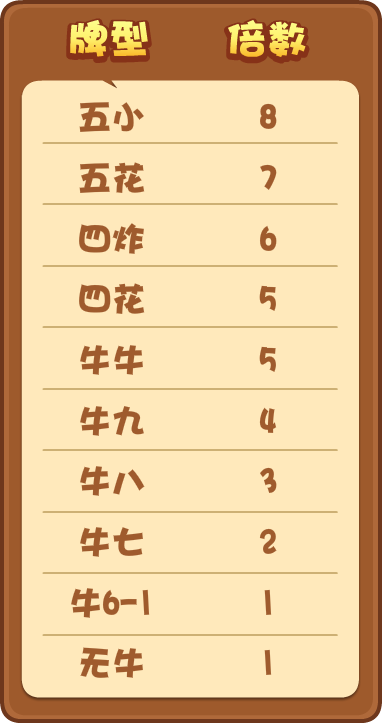 牌型 倍数
五小 8
五花 7
四炸 6
四花 5
牛牛 5
牛九 4
牛八 3
牛七 2
牛6-1 1
无牛 1